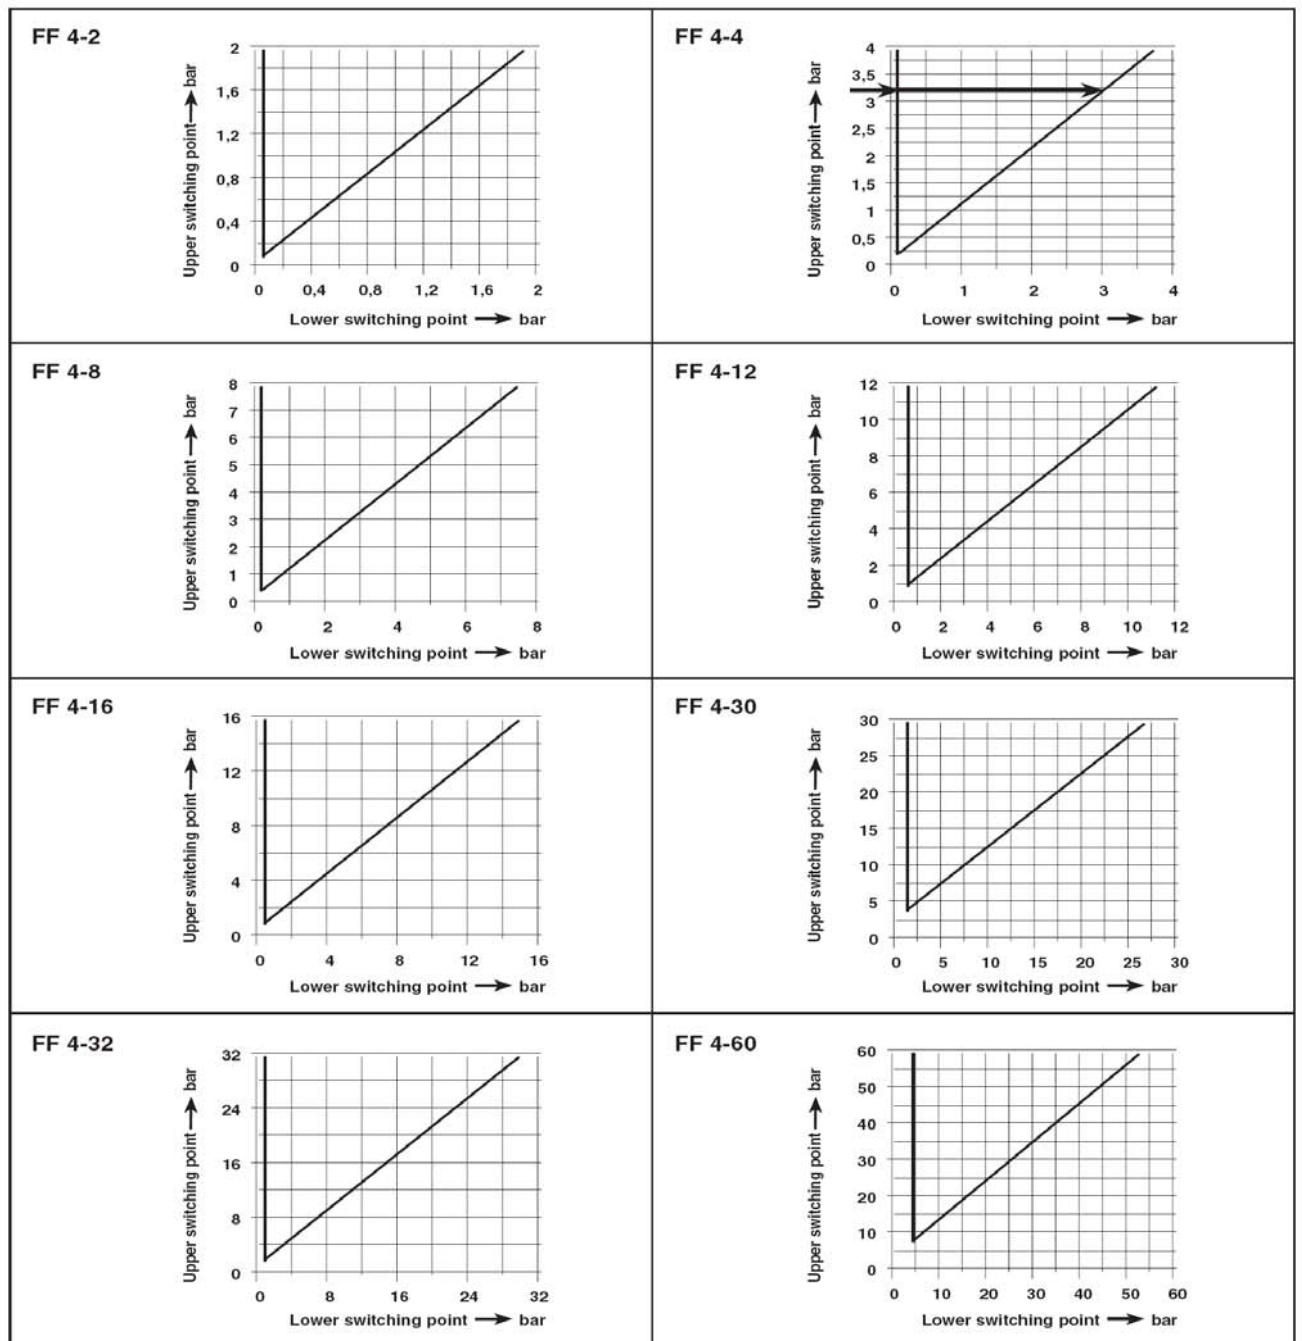 FF 4-2
Upper switching point bar
2
1,6
1,2
0,8
0,4
0
0 0,4 0,8 1,2 1,6 2
Lower switching point bar
FF 4-4
Upper switching point bar
4
3,5
3
2,5
2
1,5
1
0,5
0
0 1 2 3 4
Lower switching point bar
FF 4-8
Upper switching point bar
8
7
6
5
4
3
2
1
0
0 2 4 6 8
Lower switching point bar
FF 4-12
Upper switching point bar
12
10
8
6
4
2
0
0 2 4 6 8 10 12
Lower switching point bar
FF 4-16
Upper switching point bar
16
12
8
4
0
0 4 8 12 16
Lower switching point bar
FF 4-30
Upper switching point bar
30
25
20
15
10
5
0
0 5 10 15 20 25 30
Lower switching point bar
FF 4-32
Upper switching point bar
32
24
16
8
0
0 8 16 24 32
Lower switching point bar
FF 4-60
Upper switching point bar
60
50
40
30
20
10
0
0 10 20 30 40 50 60
Lower switching point bar